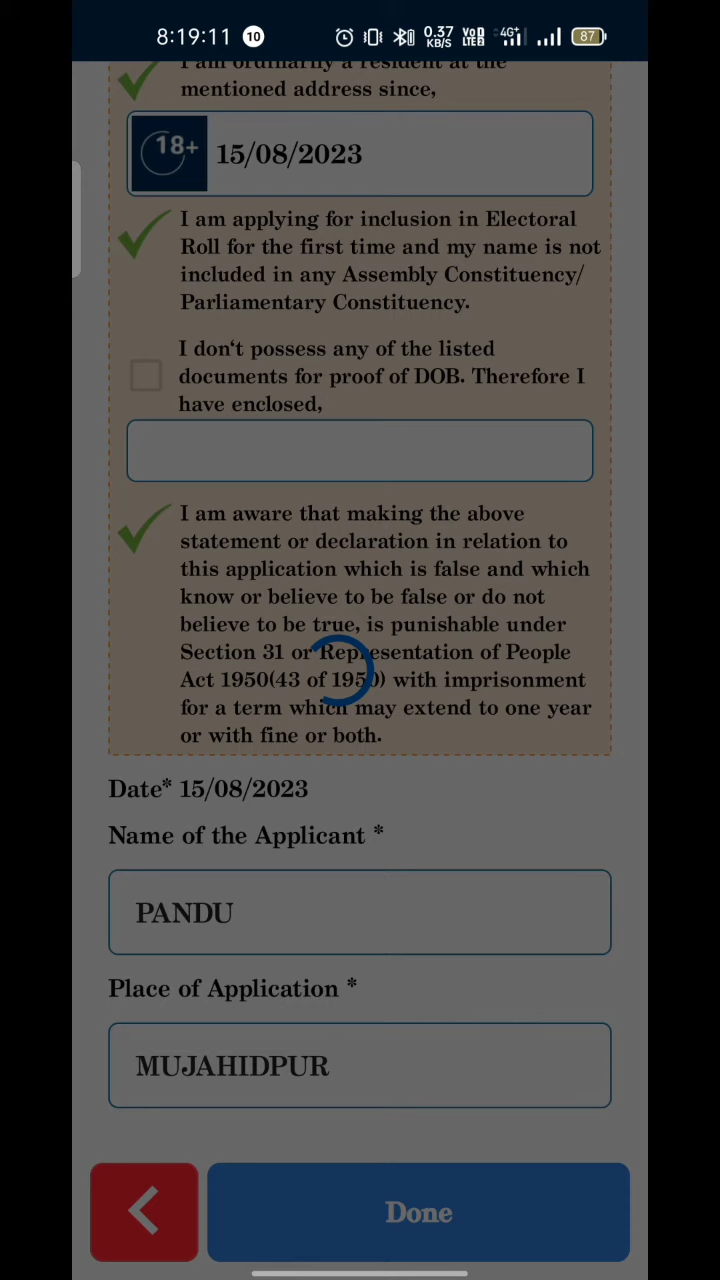 8:19:11 10 0.37 KB/S VoD LTE2 4G+ 87
I am ordinarily a resident at the
mentioned address since,
18+ 15/08/2023
I am applying for inclusion in Electoral
Roll for the first time and my name is not
included in any Assembly Constituency/
Parliamentary Constituency.
I don't possess any of the listed
documents for proof of DOB. Therefore I
have enclosed,
I am aware that making the above
statement or declaration in relation to
this application which is false and which
know or believe to be false or do not
believe to be true, is punishable under
Section 31 or Representation of People
Act 1950(43 of 1950) with imprisonment
for a term which may extend to one year
or with fine or both.
Date* 15/08/2023
Name of the Applicant *
PANDU
Place of Application *
MUJAHIDPUR
Done